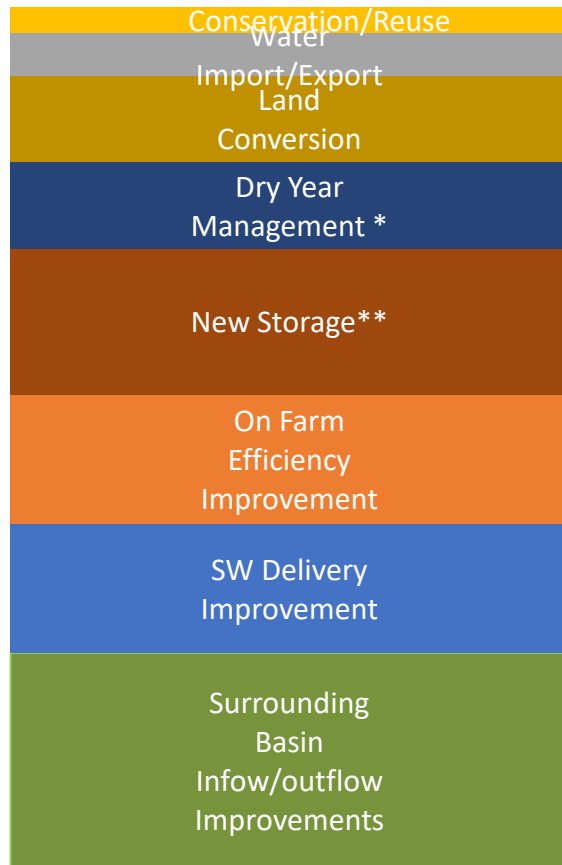 Conservation/Reuse
Water
Import/Export
Land
Conversion
Dry Year
Management *
New Storage**
On Farm
Efficiency
Improvement
SW Delivery
Improvement
Surrounding
Basin
Infow/outflow
Improvements